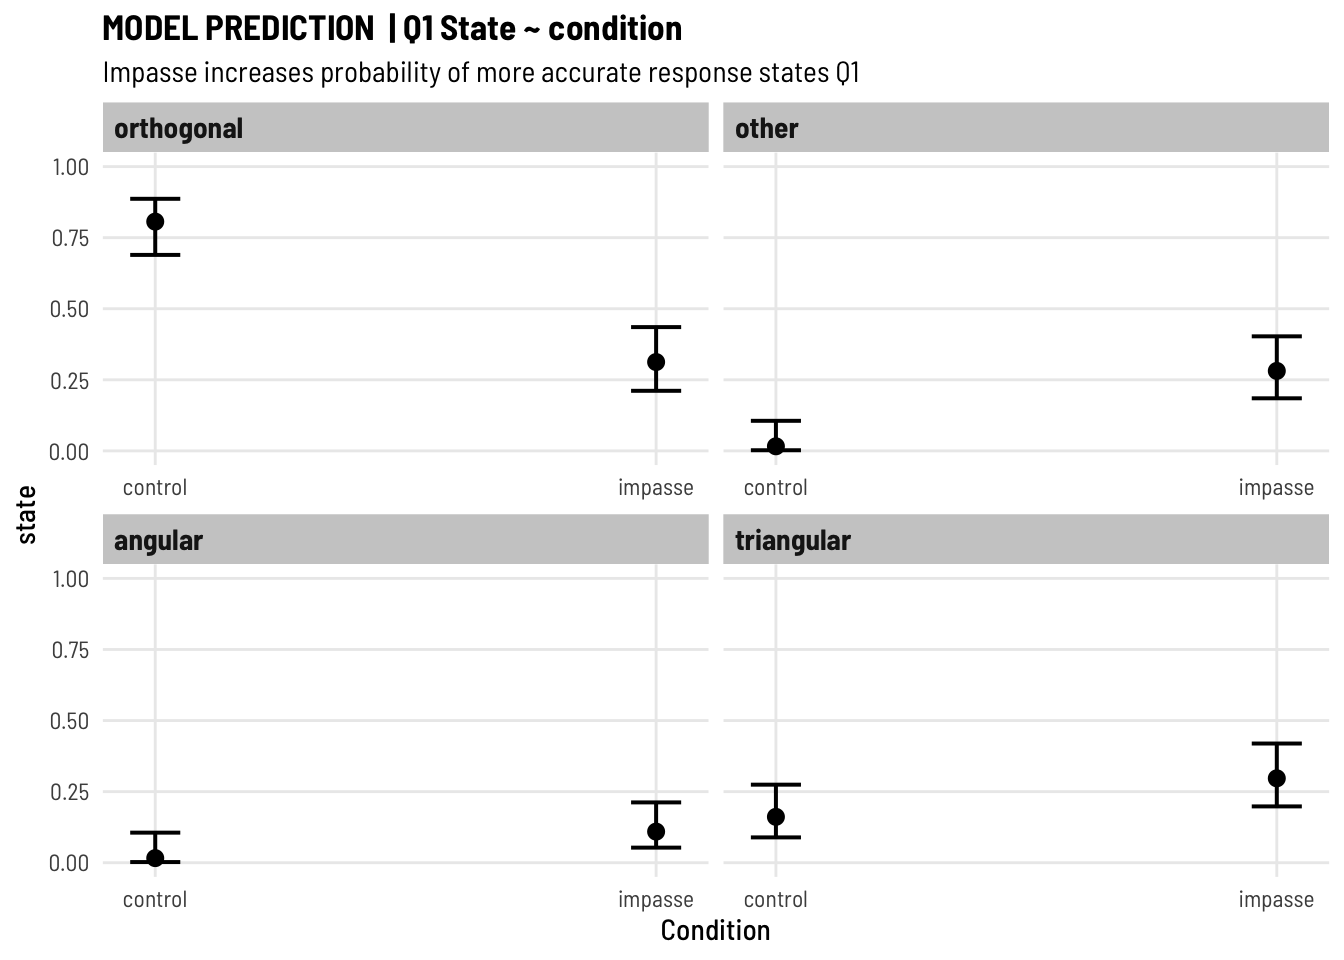 MODEL PREDICTION | Q1 State ~ condition
Impasse increases probability of more accurate response states Q1
orthogonal
other
1.00
0.75
0.50
0.25
0.00
control
impasse
control
impasse
state
angular
triangular
1.00
0.75
0.50
0.25
0.00
control
impasse
control
impasse
Condition